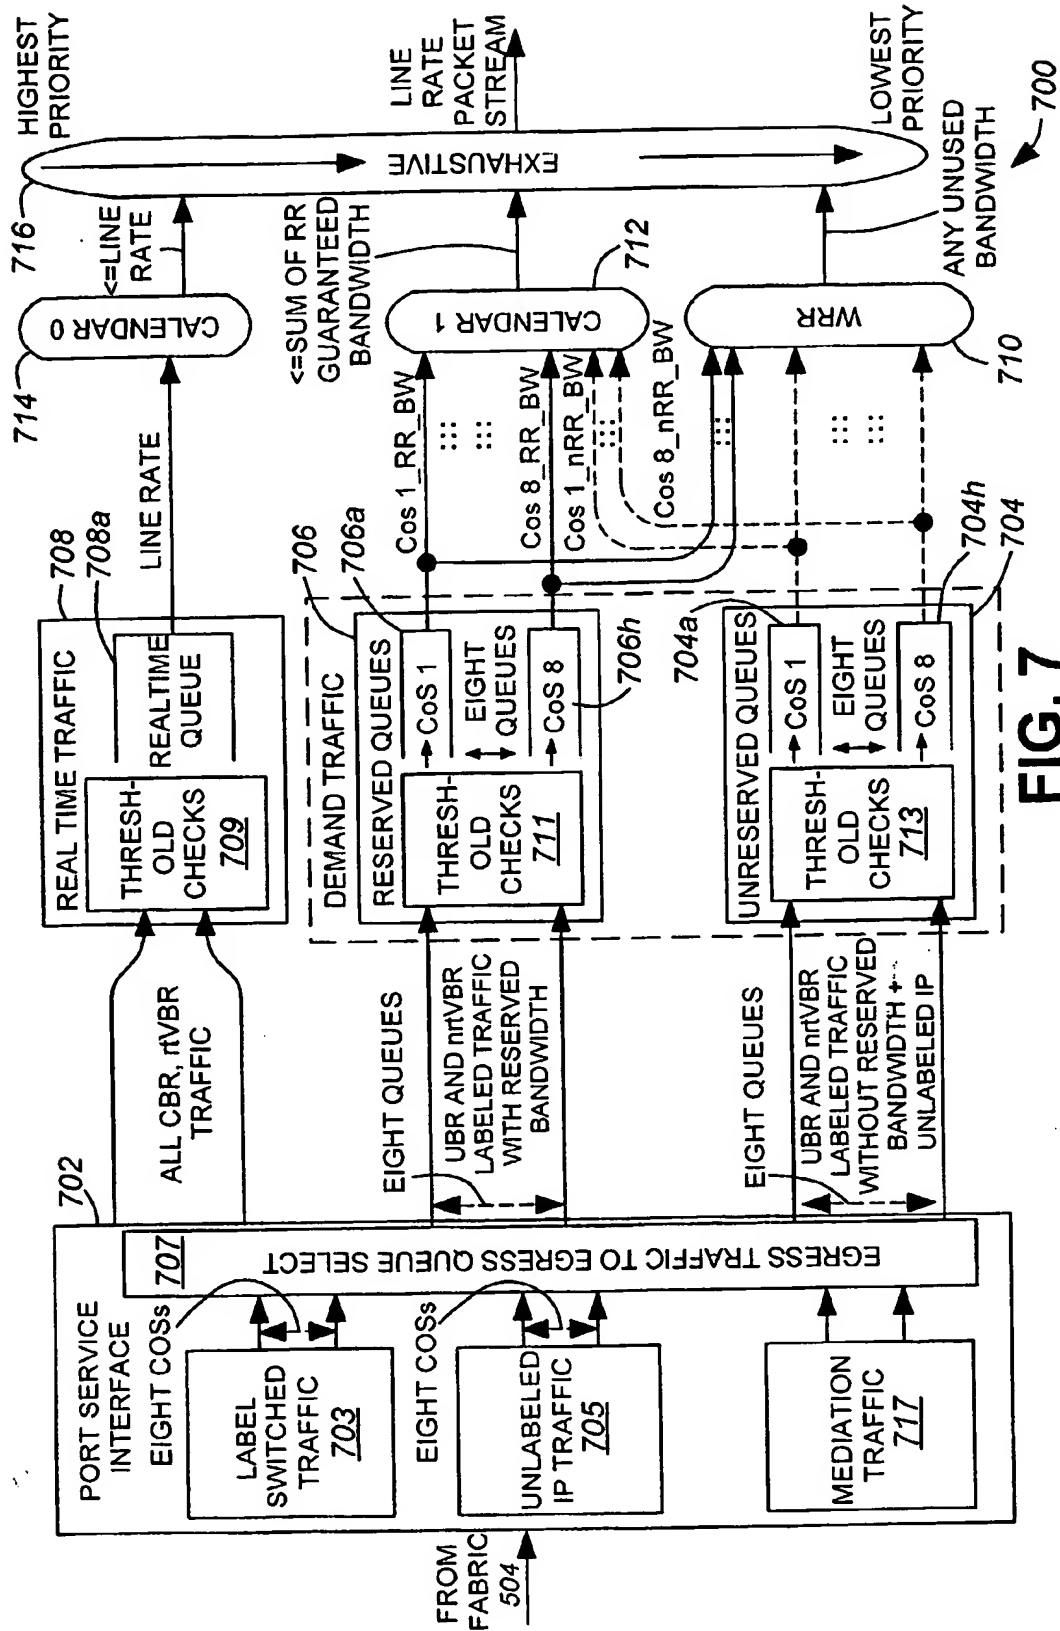 FROM
FABRIC
504
PORT SERVICE
INTERFACE
702
EIGHT COSs
LABEL
SWITCHED
TRAFFIC
703
EIGHT COSs
UNLABELED
IP TRAFFIC
705
MEDIATION
TRAFFIC
717
707
EGRESS TRAFFIC TO EGRESS QUEUE SELECT
ALL CBR, rtVBR
TRAFFIC
EIGHT QUEUES
UBR AND nrtVBR
LABELED TRAFFIC
WITH RESERVED
BANDWIDTH
EIGHT QUEUES
UBR AND nrtVBR
LABELED TRAFFIC
WITHOUT RESERVED
BANDWIDTH +
UNLABELED IP
REAL TIME TRAFFIC
708
708a
THRESH-
OLD
CHECKS
709
REALTIME
QUEUE
DEMAND TRAFFIC
706
RESERVED QUEUES
706a
THRESH-
OLD
CHECKS
711
CoS 1
EIGHT
QUEUES
CoS 8
706h
UNRESERVED QUEUES
704a
THRESH-
OLD
CHECKS
713
CoS 1
EIGHT
QUEUES
CoS 8
704h
704
LINE RATE
Cos 1_RR_BW
Cos 8_RR_BW
Cos 1_nRR_BW
Cos 8_nRR_BW
714
CALENDAR 0
<=LINE
RATE
<=SUM OF RR
GUARANTEED
BANDWIDTH
CALENDAR 1
712
WRR
710
ANY UNUSED
BANDWIDTH
716
HIGHEST
PRIORITY
EXHAUSTIVE
LINE
RATE
PACKET
STREAM
LOWEST
PRIORITY
700
FIG. 7